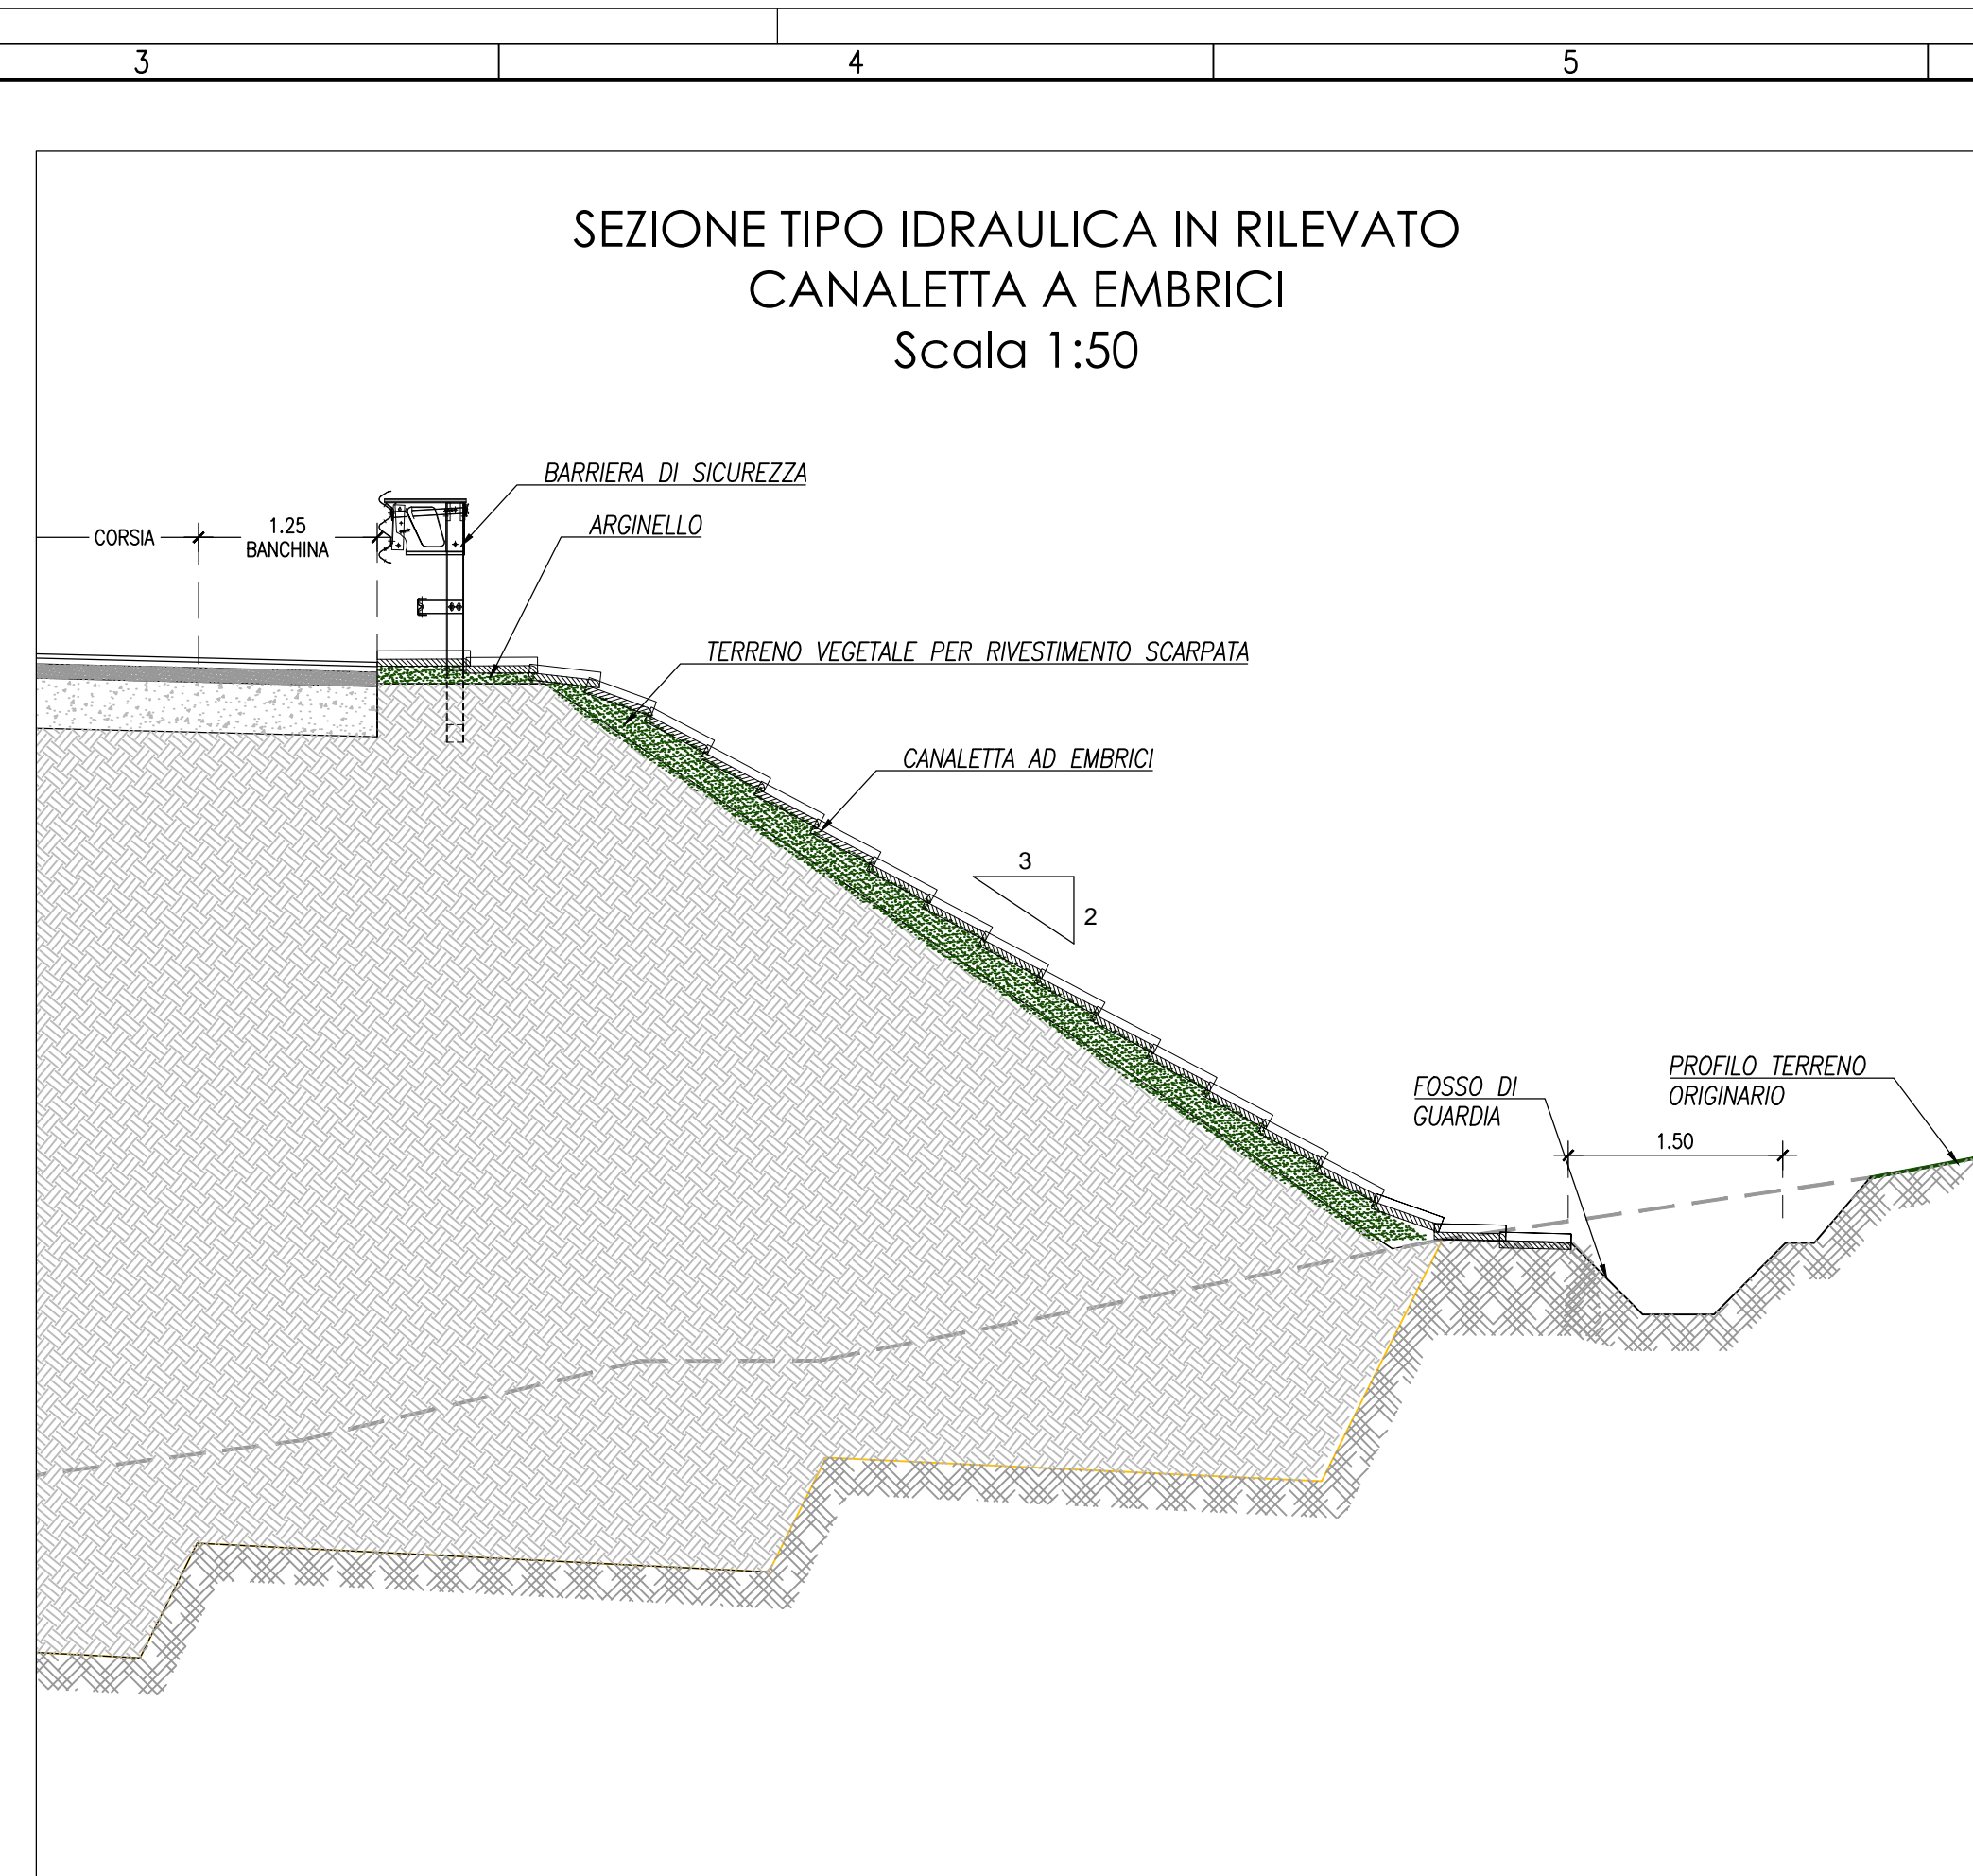 3
4
5
SEZIONE TIPO IDRAULICA IN RILEVATO
CANALETTA A EMBRICI
Scala 1:50
BARRIERA DI SICUREZZA
ARGINELLO
CORSIA
1.25
BANCHINA
TERRENO VEGETALE PER RIVESTIMENTO SCARPATA
CANALETTA AD EMBRICI
3
2
FOSSO DI
GUARDIA
PROFILO TERRENO
ORIGINARIO
1.50